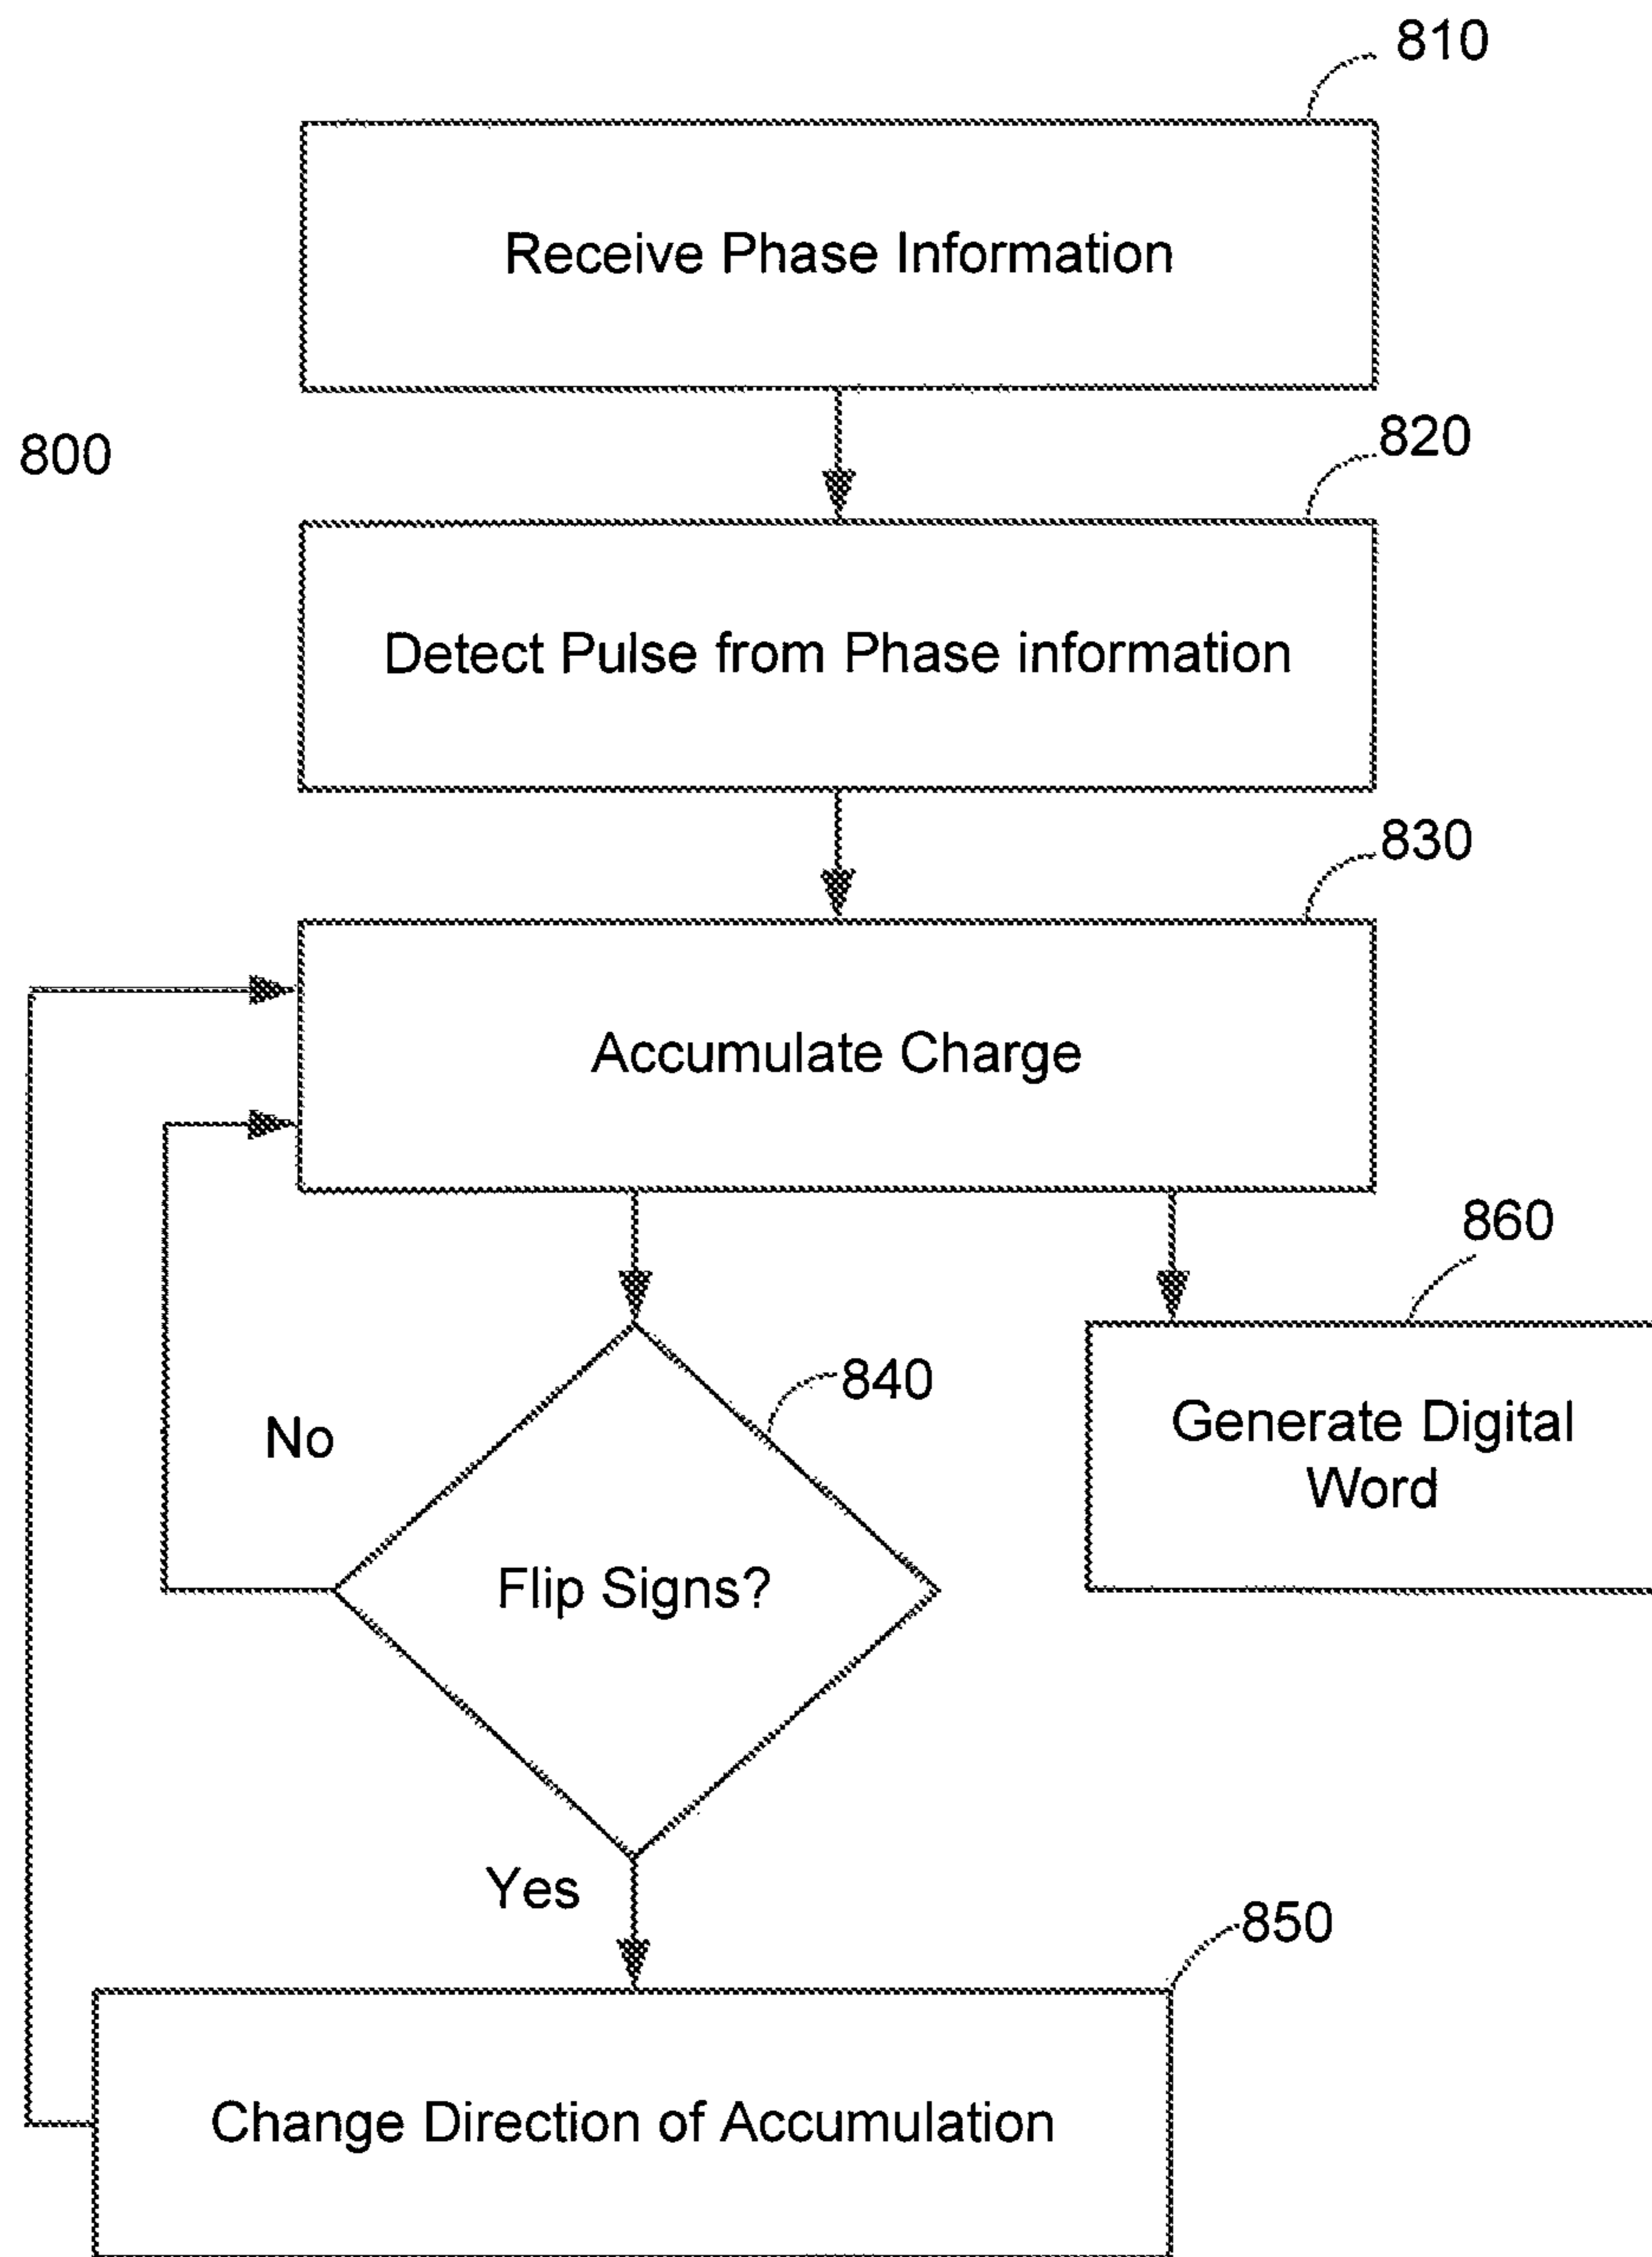 810
Receive Phase Information
800
820
Detect Pulse from Phase information
830
Accumulate Charge
860
840
No
Generate Digital
Word
Flip Signs?
Yes
850
Change Direction of Accumulation